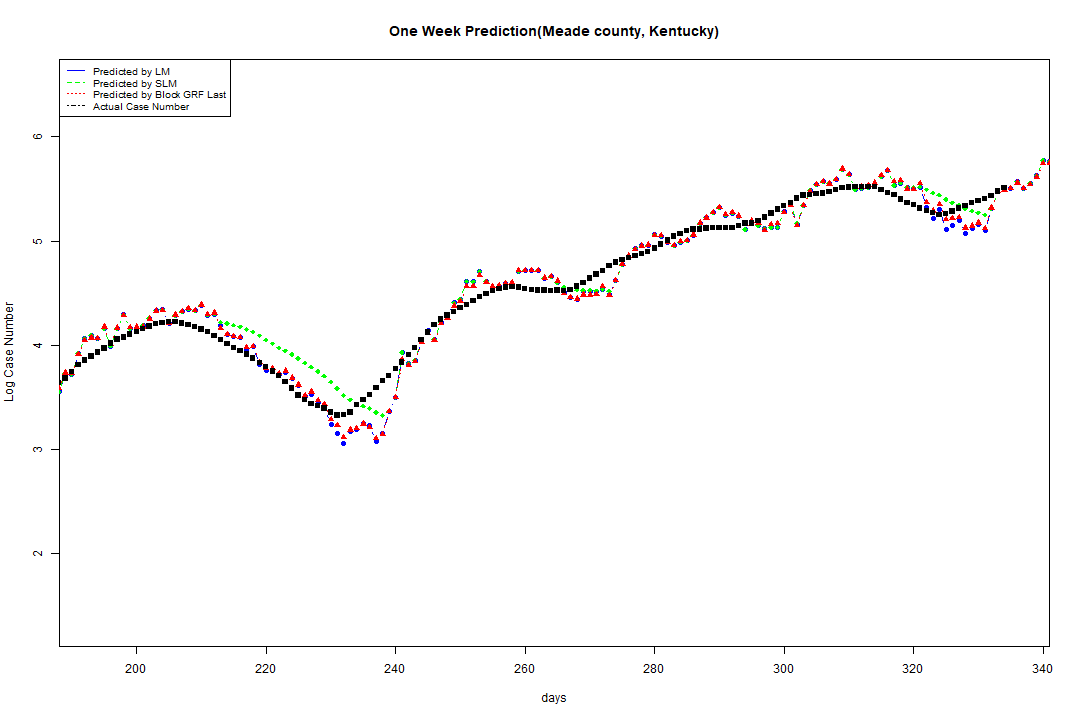 One Week Prediction(Meade county, Kentucky)
Predicted by LM
Predicted by SLM
Predicted by Block GRF Last
Actual Case Number
6
5
4
3
2
Log Case Number
200 220 240 260 280 300 320 340
days